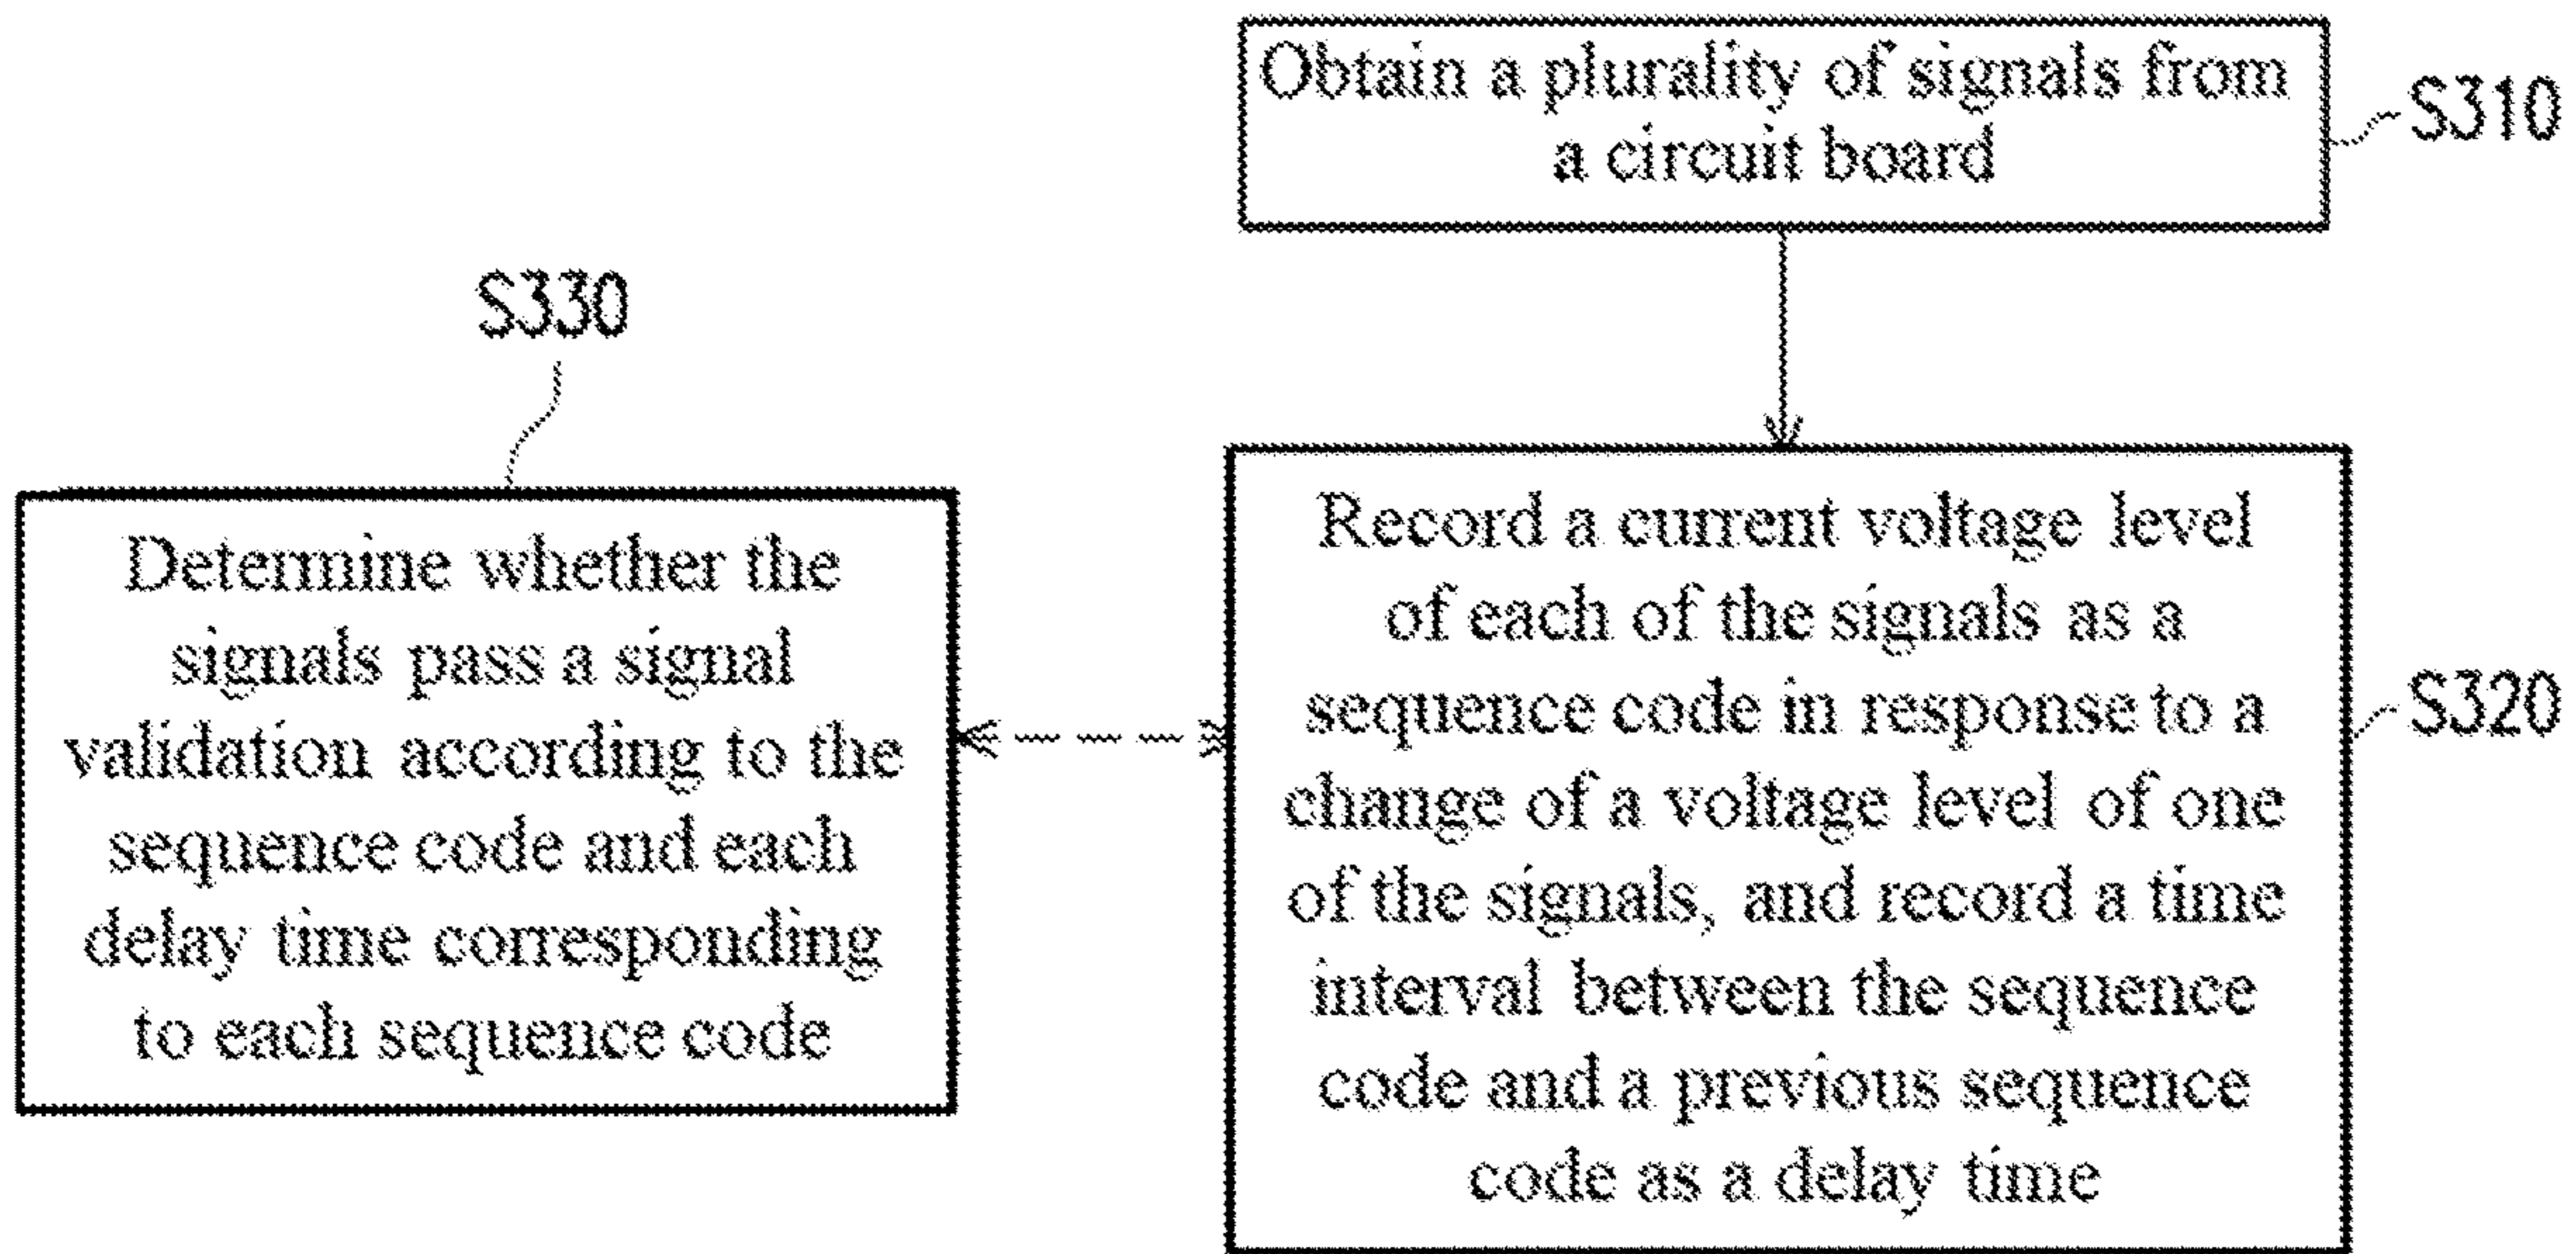 Obtain a plurality of signals from
a circuit board
S310
S330
Determine whether the
signals pass a signal
validation according to the
sequence code and each
delay time corresponding
to each sequence code
Record a current voltage level
of each of the signals as a
sequence code in response to a
change of a voltage level of one
of the signals, and record a time
interval between the sequence
code and a previous sequence
code as a delay time
S320